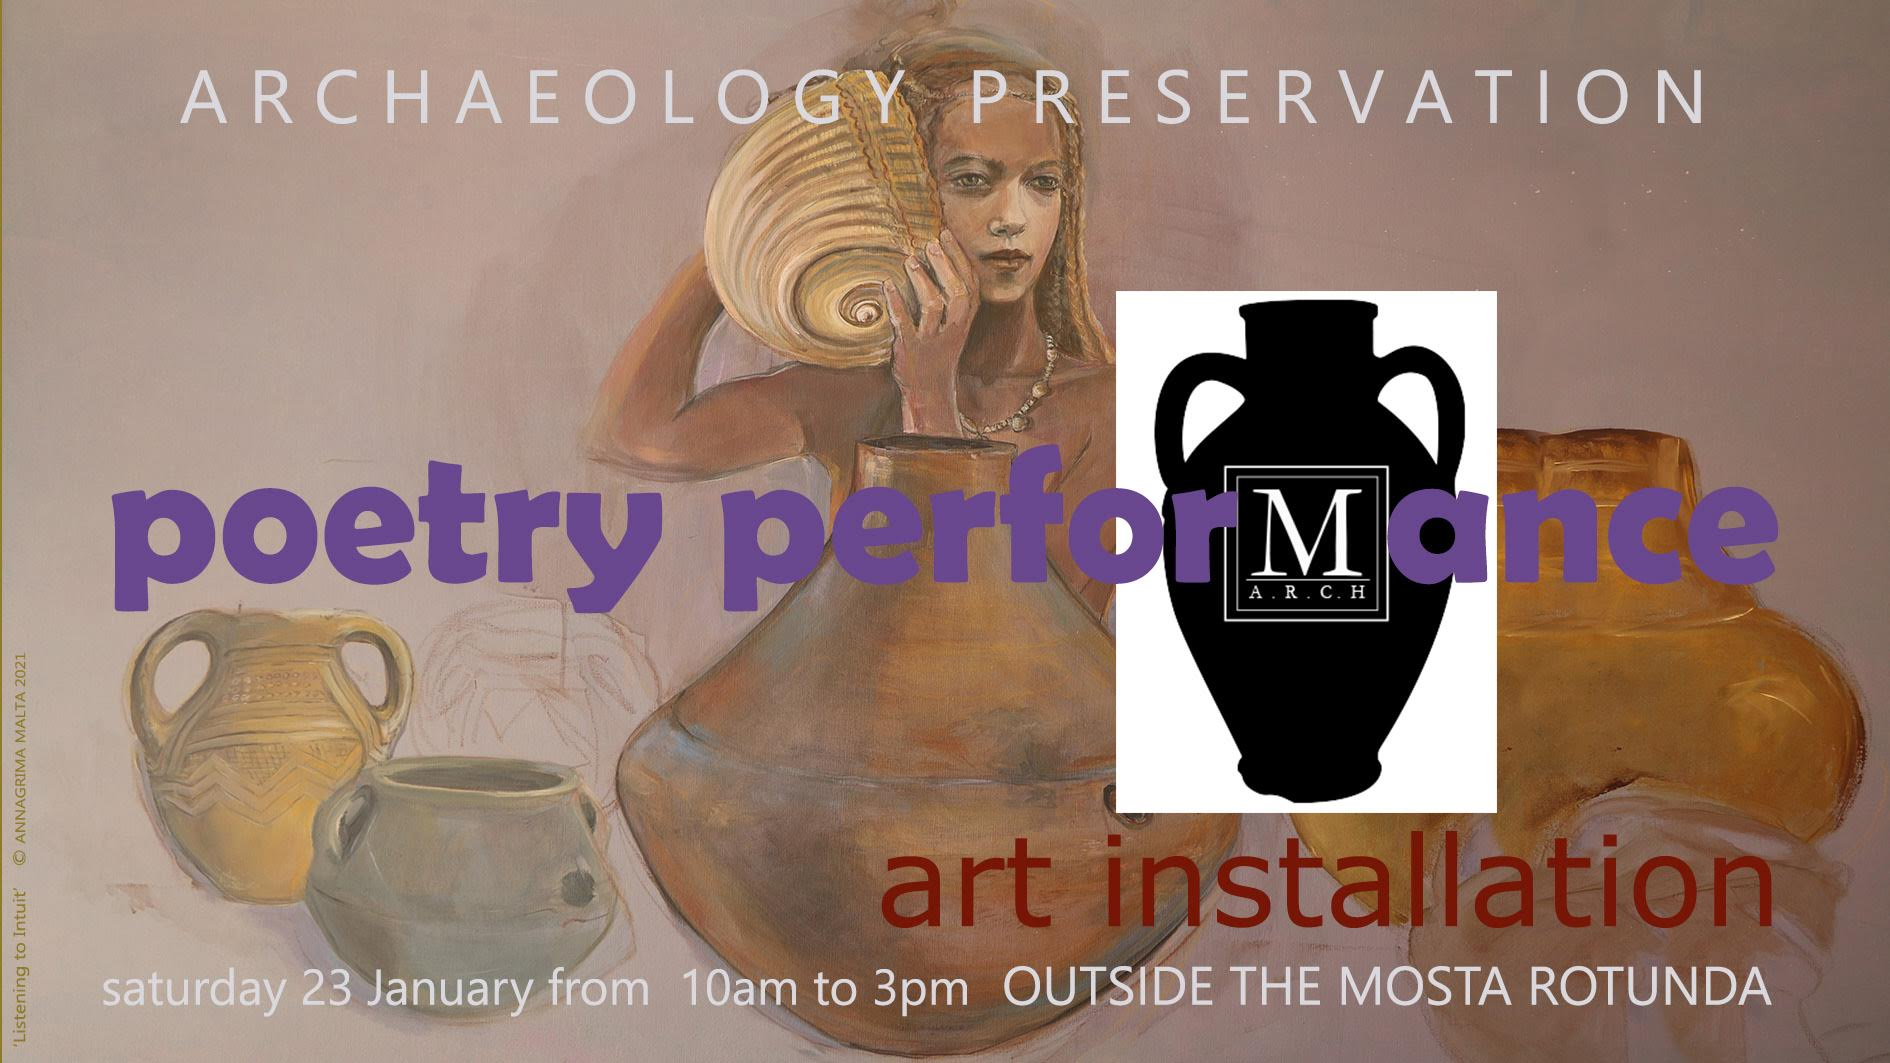 ARCHAEOLOGY PRESERVATION
poetry performance
M
A.R.C.H
art installation
saturday 23 January from 10am to 3pm OUTSIDE THE MOSTA ROTUNDA
'Listening to Intuit' © ANNAGRIMA MALTA 2021